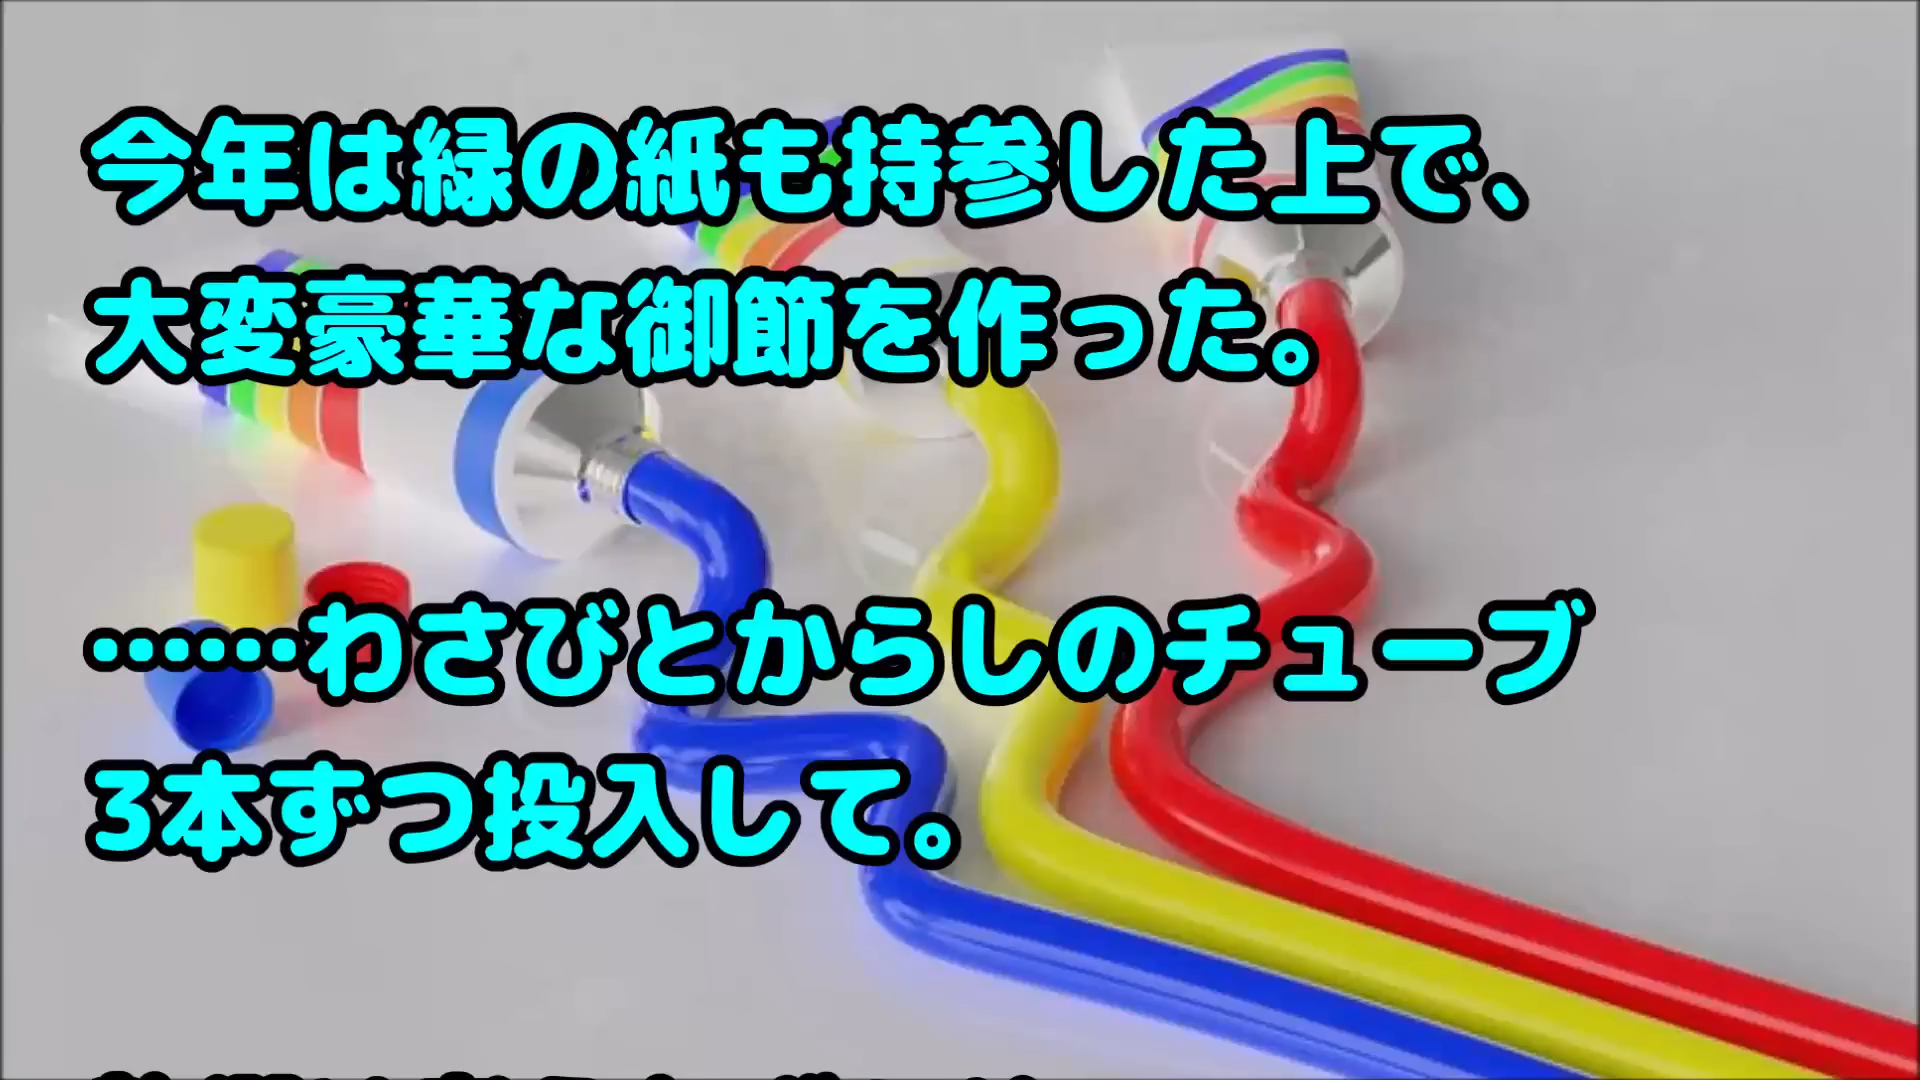 今年は緑の紙も持参した上で、
大変豪華な御節を作った。
……わさびとからしのチューブ
3本ずつ投入して。